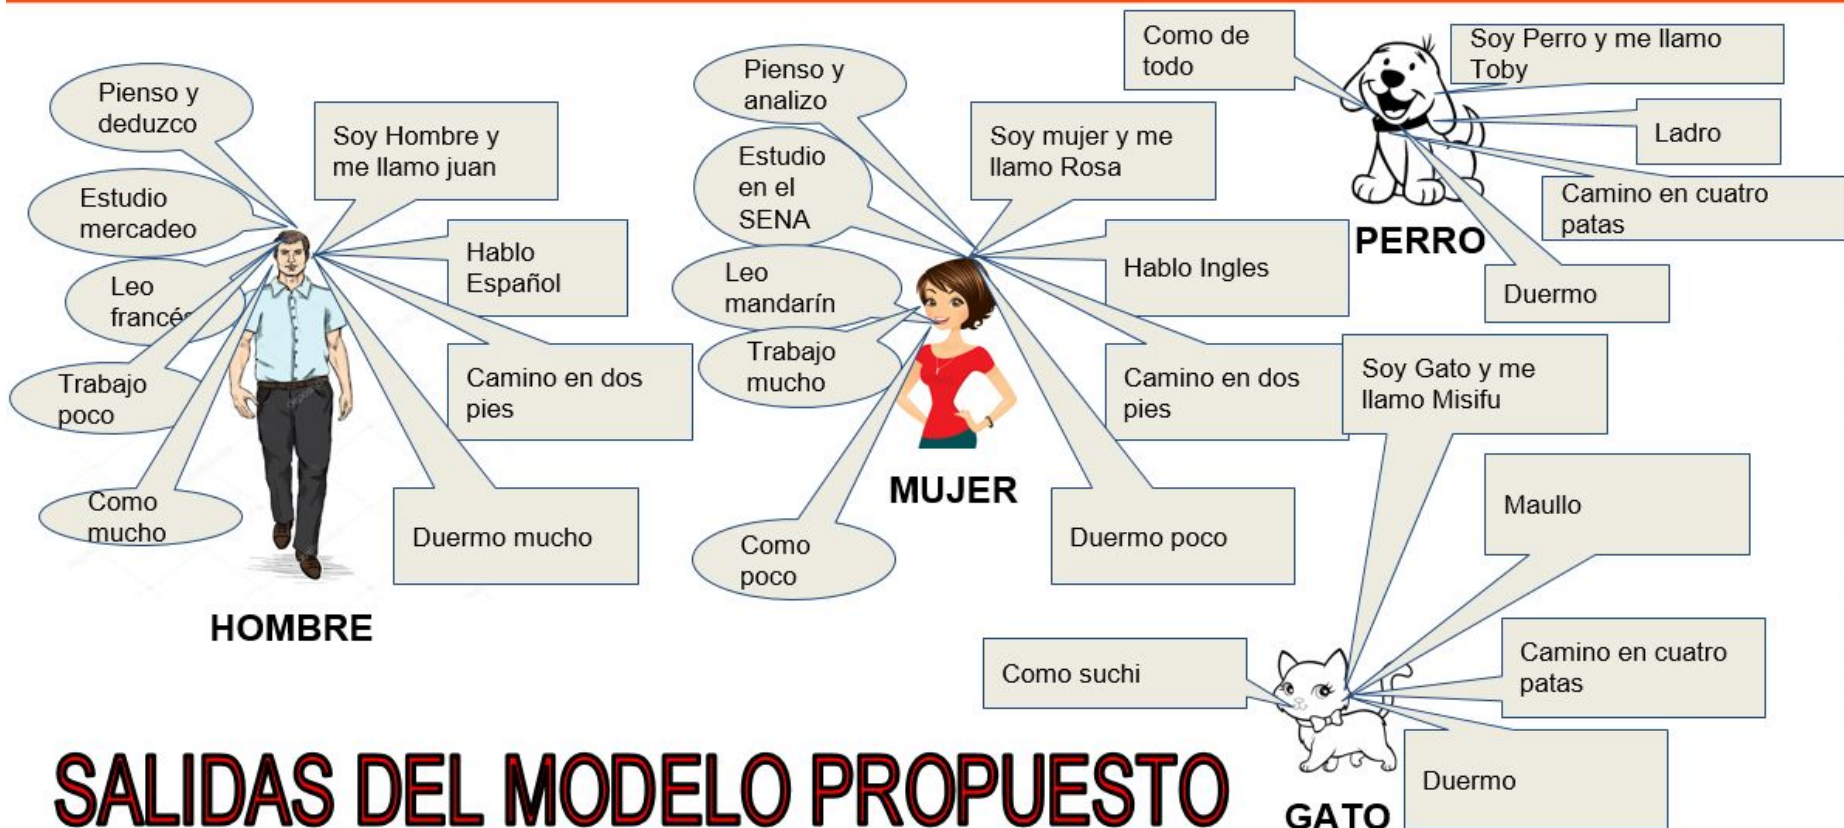 Pienso y
deduzco
Soy Hombre y
me llamo juan
Estudio
mercadeo
Hablo
Español
Leo
francés
Trabajo
poco
Camino en dos
pies
Como
mucho
Duermo mucho
HOMBRE
Pienso y
analizo
Soy mujer y me
llamo Rosa
Estudio
en el
SENA
Hablo Ingles
Leo
mandarín
Trabajo
mucho
Camino en dos
pies
Como
poco
Duermo poco
MUJER
Como de
todo
Soy Perro y me llamo
Toby
Ladro
Camino en cuatro
patas
Duermo
PERRO
Soy Gato y me
llamo Misifu
Maullo
Como suchi
Camino en cuatro
patas
Duermo
GATO
SALIDAS DEL MODELO PROPUESTO